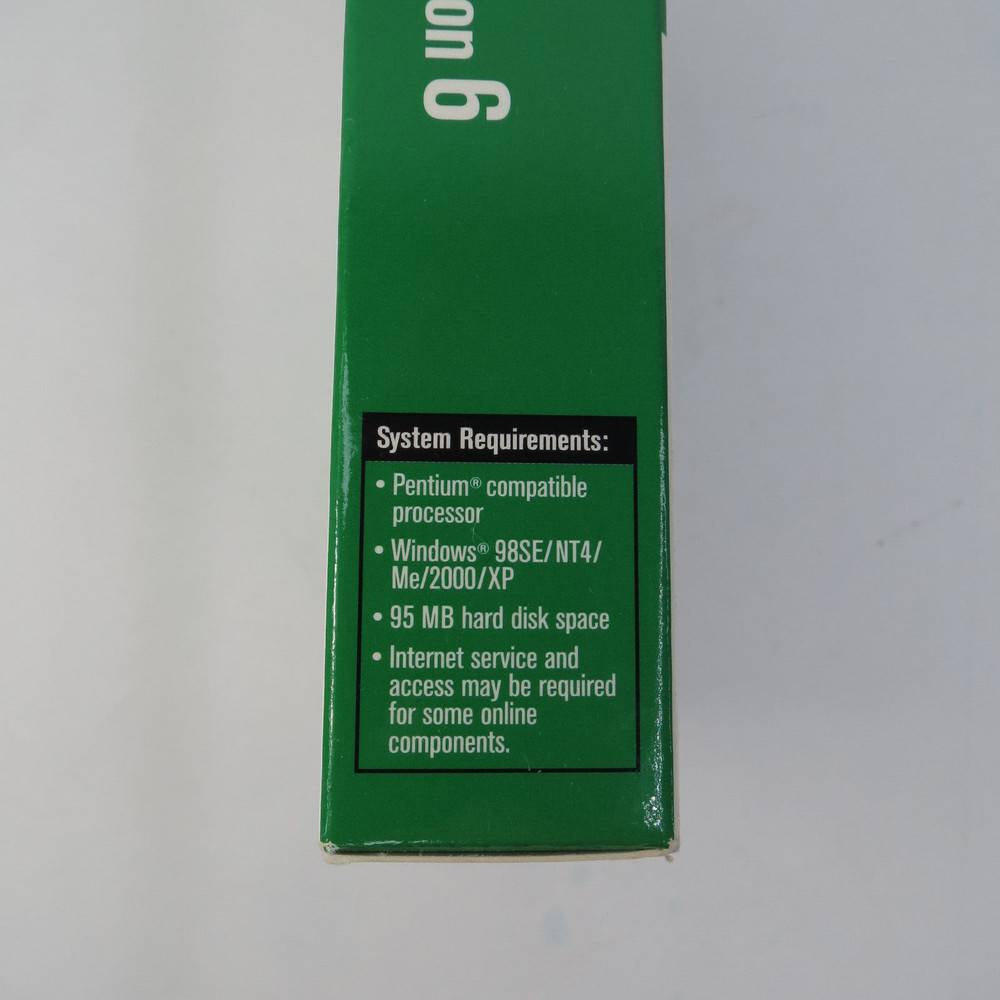 on 6
System Requirements:
• Pentium® compatible
processor
• Windows® 98SE/NT4/
Me/2000/XP
• 95 MB hard disk space
• Internet service and
access may be required
for some online
components.